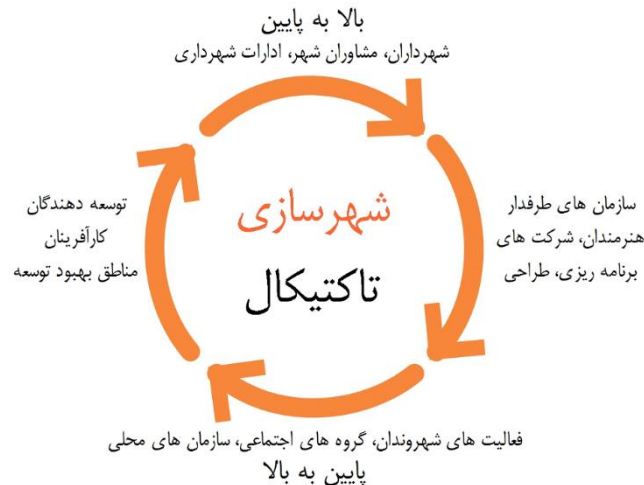 بالا به پایین
شهرداران، مشاوران شهر، ادارات شهرداری
سازمان های طرفدار
هنرمندان، شرکت های
برنامه ریزی، طراحی
شهرسازی
تاکتیکال
توسعه دهندگان
کارآفرینان
مناطق بهبود توسعه
فعالیت های شهروندان، گروه های اجتماعی، سازمان های محلی
پایین به بالا